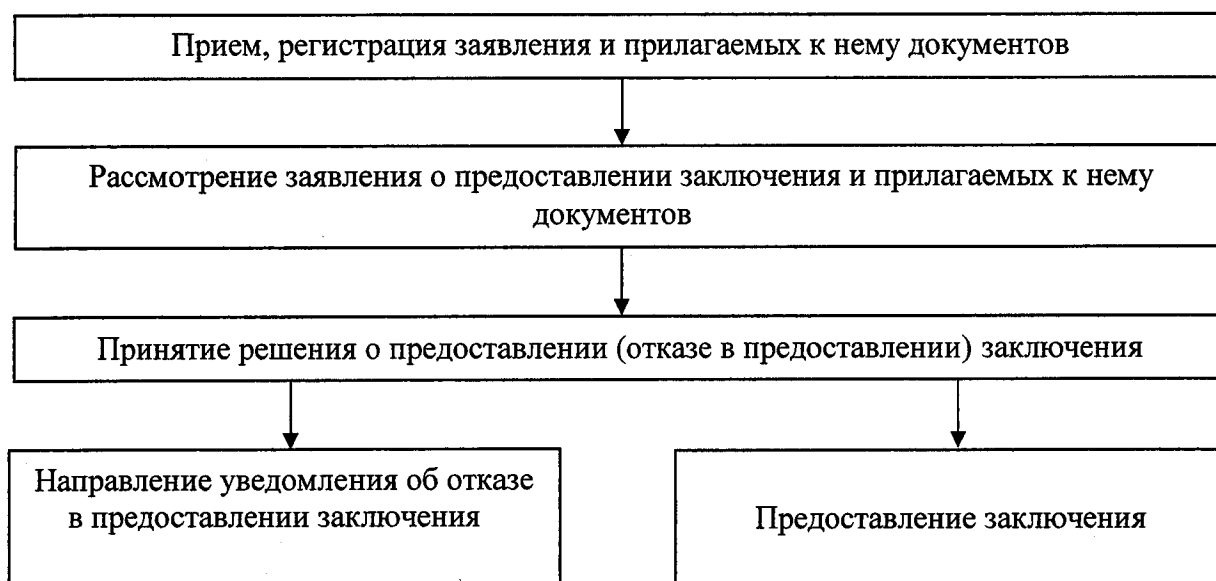 Прием, регистрация заявления и прилагаемых к нему документов
Рассмотрение заявления о предоставлении заключения и прилагаемых к нему
документов
Принятие решения о предоставлении (отказе в предоставлении) заключения
Направление уведомления об отказе
в предоставлении заключения
Предоставление заключения